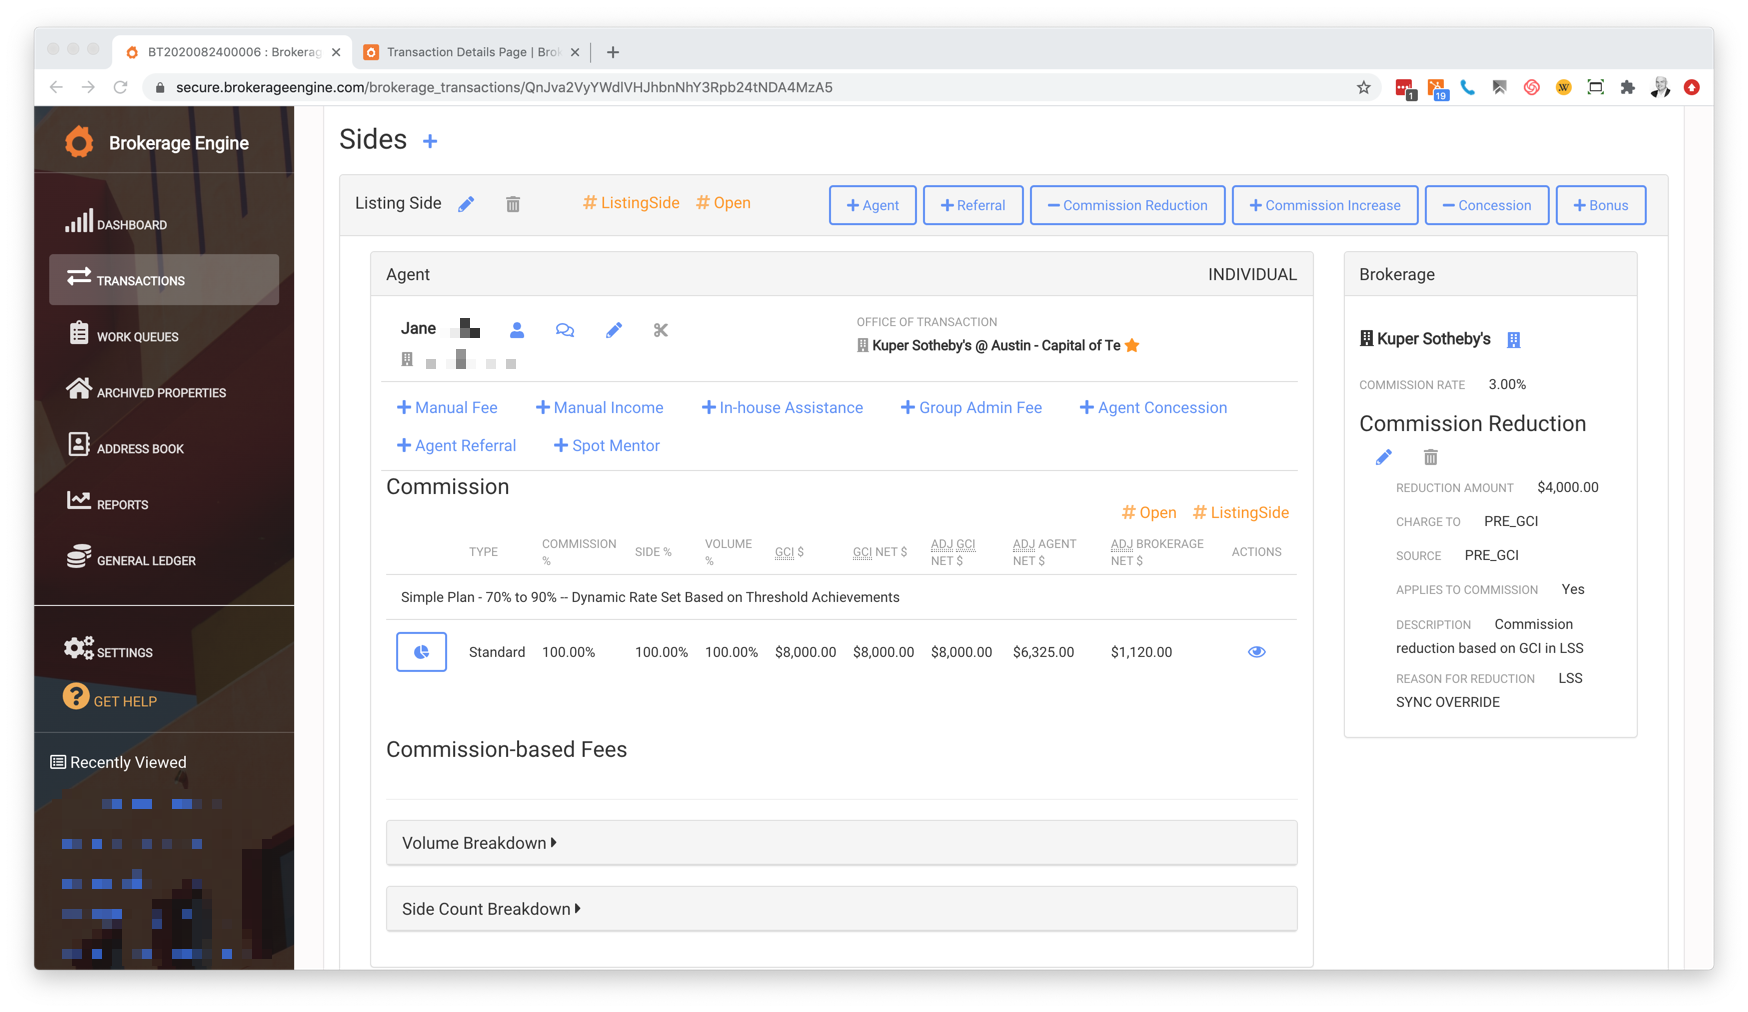 BT2020082400006 : Brokerag
Transaction Details Page | Brok
secure.brokerageengine.com/brokerage_transactions/QnJva2VyYWdlVHJhbnNhY3Rpb24tNDA4MzA5
1
19
Brokerage Engine
DASHBOARD
TRANSACTIONS
WORK QUEUES
ARCHIVED PROPERTIES
ADDRESS BOOK
REPORTS
GENERAL LEDGER
SETTINGS
? GET HELP
Recently Viewed
Sides +
Listing Side
# ListingSide # Open
+ Agent
+ Referral
− Commission Reduction
+ Commission Increase
− Concession
+ Bonus
Agent INDIVIDUAL
Jane
OFFICE OF TRANSACTION
Kuper Sotheby's @ Austin - Capital of Te
+ Manual Fee + Manual Income + In-house Assistance + Group Admin Fee + Agent Concession
+ Agent Referral + Spot Mentor
Commission
# Open # ListingSide
TYPE COMMISSION % SIDE % VOLUME % GCI $ GCI NET $ ADJ GCI NET $ ADJ AGENT NET $ ADJ BROKERAGE NET $ ACTIONS
Simple Plan - 70% to 90% -- Dynamic Rate Set Based on Threshold Achievements
Standard 100.00% 100.00% 100.00% $8,000.00 $8,000.00 $8,000.00 $6,325.00 $1,120.00
Commission-based Fees
Volume Breakdown
Side Count Breakdown
Brokerage
Kuper Sotheby's
COMMISSION RATE 3.00%
Commission Reduction
REDUCTION AMOUNT $4,000.00
CHARGE TO PRE_GCI
SOURCE PRE_GCI
APPLIES TO COMMISSION Yes
DESCRIPTION Commission
reduction based on GCI in LSS
REASON FOR REDUCTION LSS
SYNC OVERRIDE